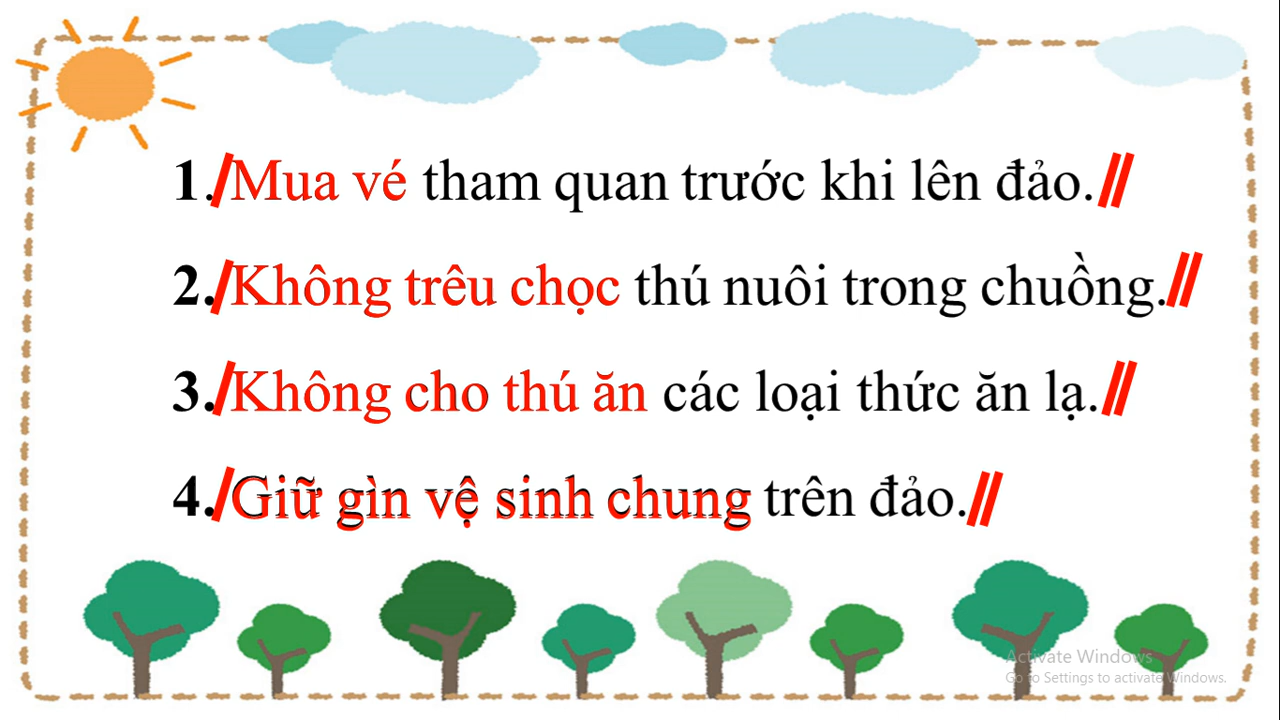 1./Mua vé tham quan trước khi lên đảo.//
2./Không trêu chọc thú nuôi trong chuồng.//
3./Không cho thú ăn các loại thức ăn lạ.//
4./Giữ gìn vệ sinh chung trên đảo.//
Activate Windows
Go to Settings to activate Windows.